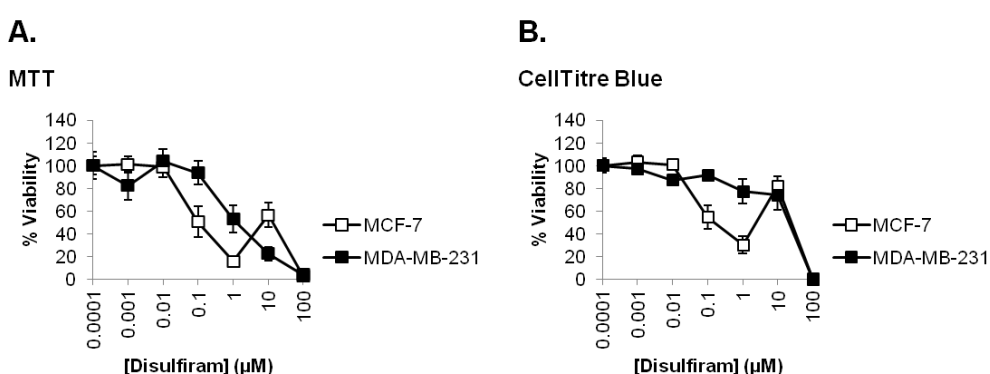 A.
MTT
% Viability
140
120
100
80
60
40
20
0
0.0001
0.001
0.01
0.1
1
10
100
[Disulfiram] (µM)
MCF-7
MDA-MB-231
B.
CellTitre Blue
% Viability
140
120
100
80
60
40
20
0
0.0001
0.001
0.01
0.1
1
10
100
[Disulfiram] (µM)
MCF-7
MDA-MB-231